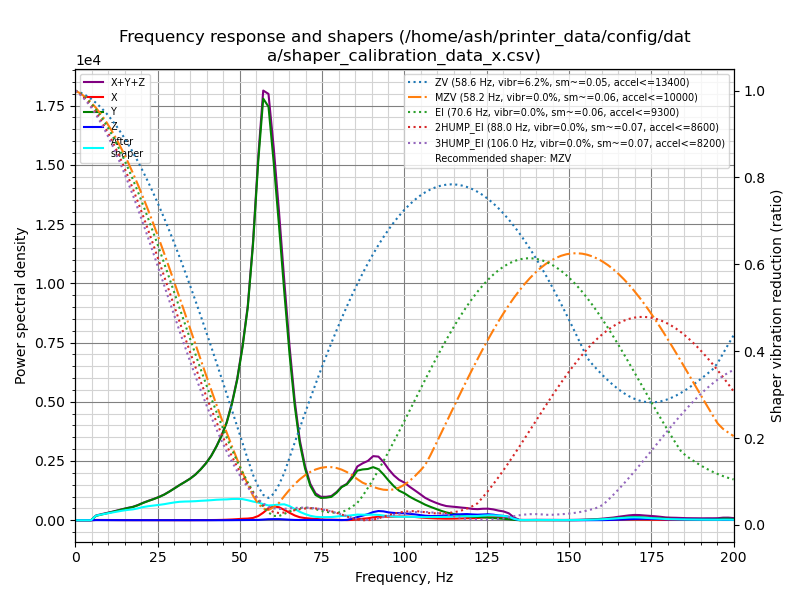 Frequency response and shapers (/home/ash/printer_data/config/dat
a/shaper_calibration_data_x.csv)
1e4
X+Y+Z
X
Y
Z
After
shaper
ZV (58.6 Hz, vibr=6.2%, sm~=0.05, accel<=13400)
MZV (58.2 Hz, vibr=0.0%, sm~=0.06, accel<=10000)
EI (70.6 Hz, vibr=0.0%, sm~=0.06, accel<=9300)
2HUMP_EI (88.0 Hz, vibr=0.0%, sm~=0.07, accel<=8600)
3HUMP_EI (106.0 Hz, vibr=0.0%, sm~=0.07, accel<=8200)
Recommended shaper: MZV
Power spectral density
1.75
1.50
1.25
1.00
0.75
0.50
0.25
0.00
1.0
0.8
0.6
0.4
0.2
0.0
Shaper vibration reduction (ratio)
0
25
50
75
100
125
150
175
200
Frequency, Hz